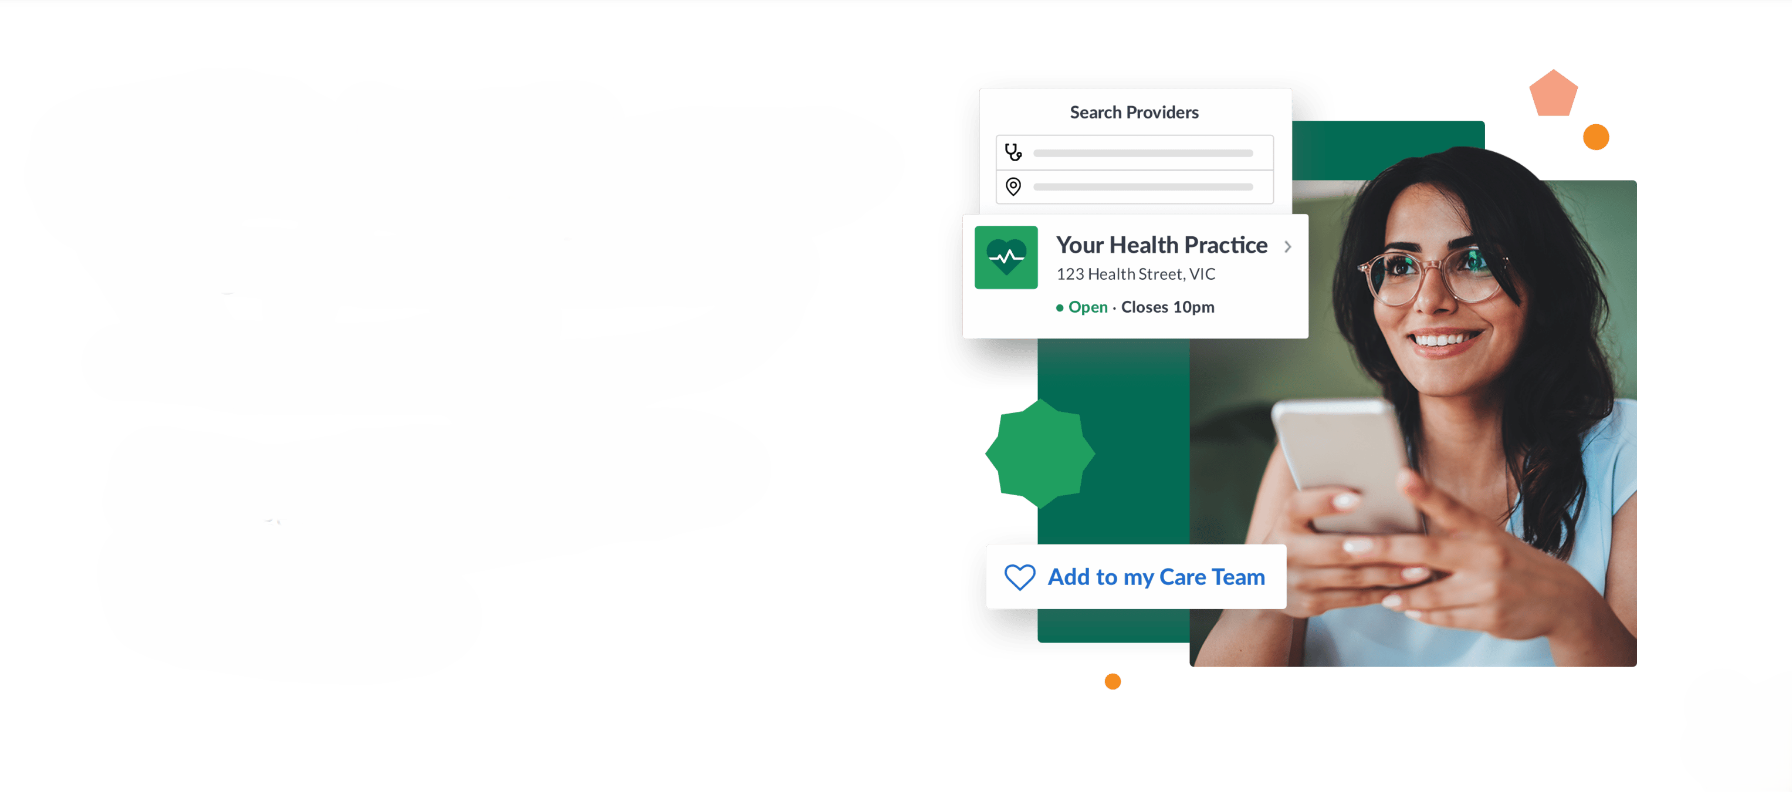 Search Providers
Your Health Practice
123 Health Street, VIC
Open · Closes 10pm
Add to my Care Team